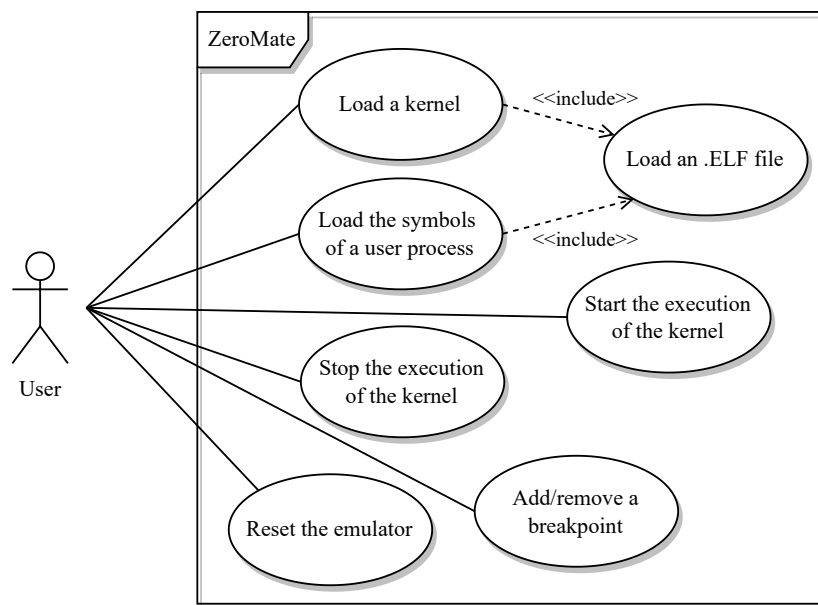 ZeroMate
Load a kernel
<<include>>
Load an .ELF file
Load the symbols
of a user process
<<include>>
Start the execution
of the kernel
User
Stop the execution
of the kernel
Add/remove a
breakpoint
Reset the emulator